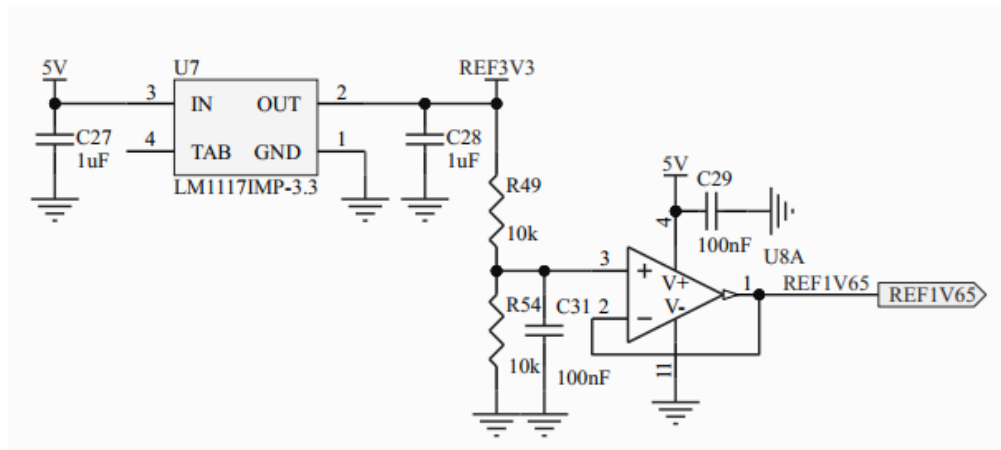 5V
U7
REF3V3
3
IN
OUT
2
C27
1uF
4
TAB
GND
1
C28
1uF
LM1117IMP-3.3
R49
10k
5V
C29
4
100nF
U8A
3
+
V+
1
REF1V65
REF1V65
R54
C31
2
−
V-
10k
100nF
11